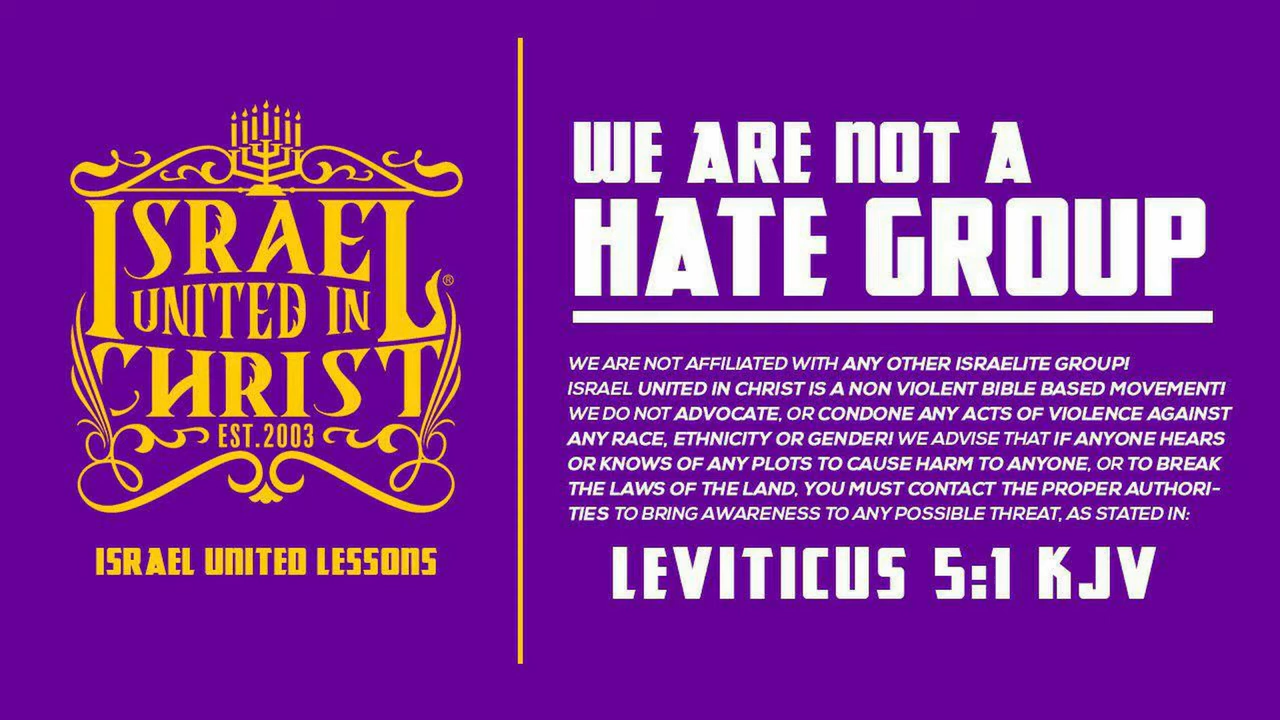 ISRAEL
UNITED IN
CHRIST
®
EST.2003
ISRAEL UNITED LESSONS
WE ARE NOT A
HATE GROUP
WE ARE NOT AFFILIATED WITH ANY OTHER ISRAELITE GROUP!
ISRAEL UNITED IN CHRIST IS A NON VIOLENT BIBLE BASED MOVEMENT!
WE DO NOT ADVOCATE, OR CONDONE ANY ACTS OF VIOLENCE AGAINST
ANY RACE, ETHNICITY OR GENDER! WE ADVISE THAT IF ANYONE HEARS
OR KNOWS OF ANY PLOTS TO CAUSE HARM TO ANYONE, OR TO BREAK
THE LAWS OF THE LAND, YOU MUST CONTACT THE PROPER AUTHORI-
TIES TO BRING AWARENESS TO ANY POSSIBLE THREAT, AS STATED IN:
LEVITICUS 5:1 KJV